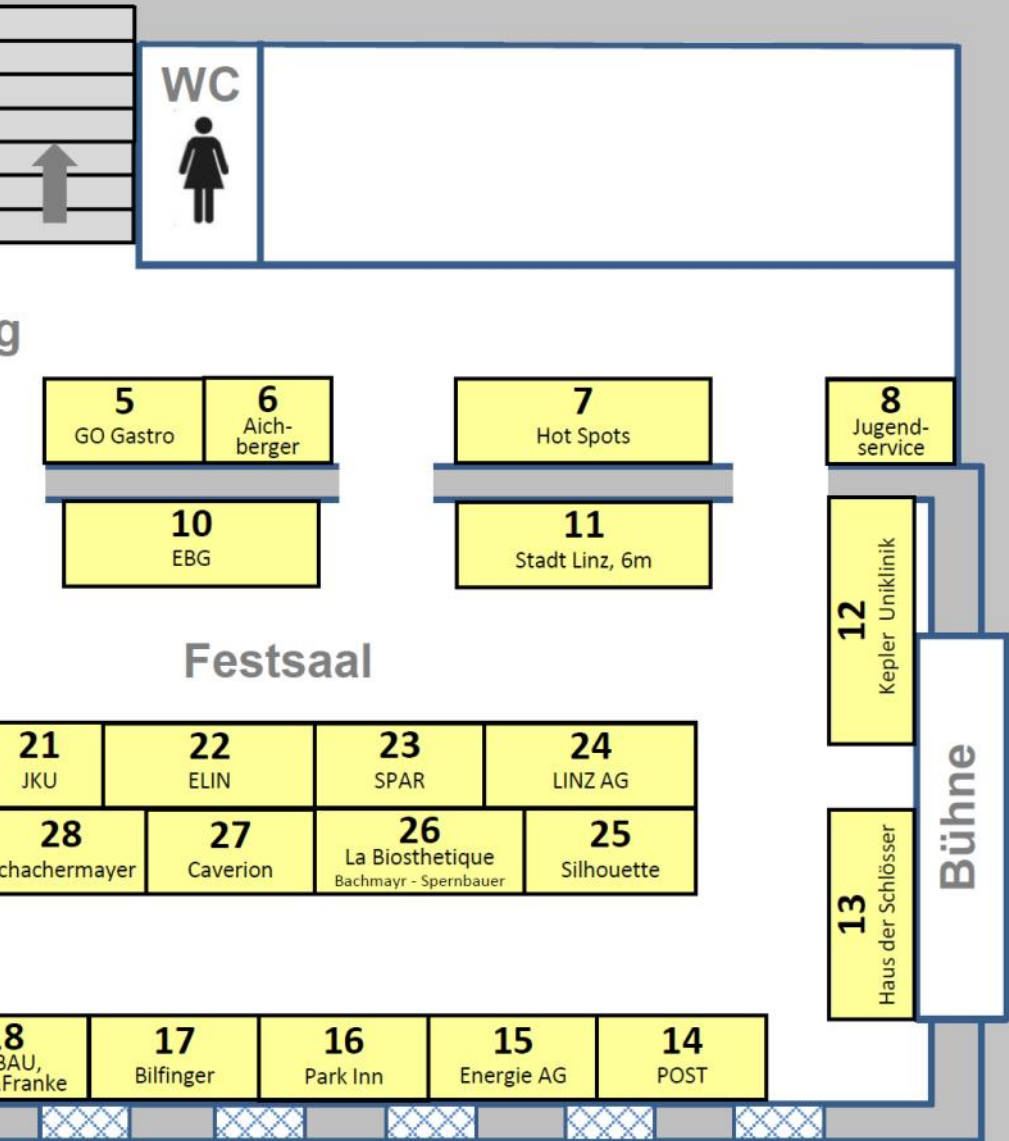 WC
g
5
GO Gastro
6
Aich-
berger
7
Hot Spots
8
Jugend-
service
10
EBG
11
Stadt Linz, 6m
12
Kepler Uniklinik
Festsaal
21
JKU
22
ELIN
23
SPAR
24
LINZ AG
28
chachermayer
27
Caverion
26
La Biosthetique
Bachmayr - Spernbauer
25
Silhouette
13
Haus der Schlösser
Bühne
8
BAU,
Franke
17
Bilfinger
16
Park Inn
15
Energie AG
14
POST